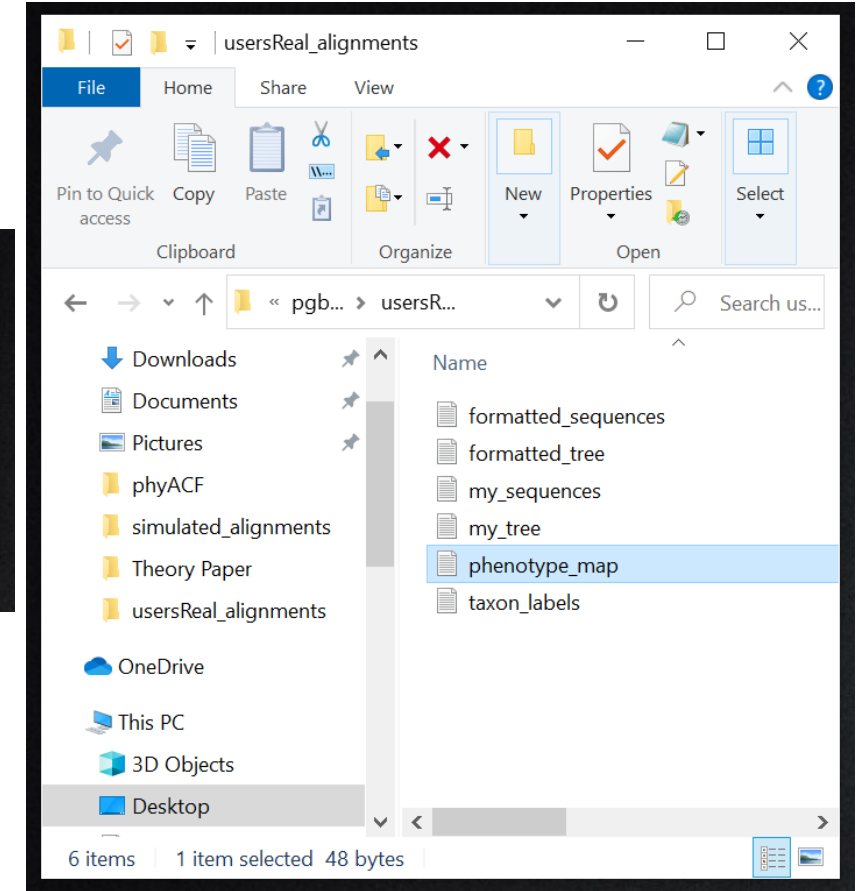 usersReal_alignments
File Home Share View
Pin to Quick access
Copy
Paste
New
Properties
Select
Clipboard Organize Open
« pgb... > usersR... Search us...
Downloads
Documents
Pictures
phyACF
simulated_alignments
Theory Paper
usersReal_alignments
OneDrive
This PC
3D Objects
Desktop
Name
formatted_sequences
formatted_tree
my_sequences
my_tree
phenotype_map
taxon_labels
6 items 1 item selected 48 bytes